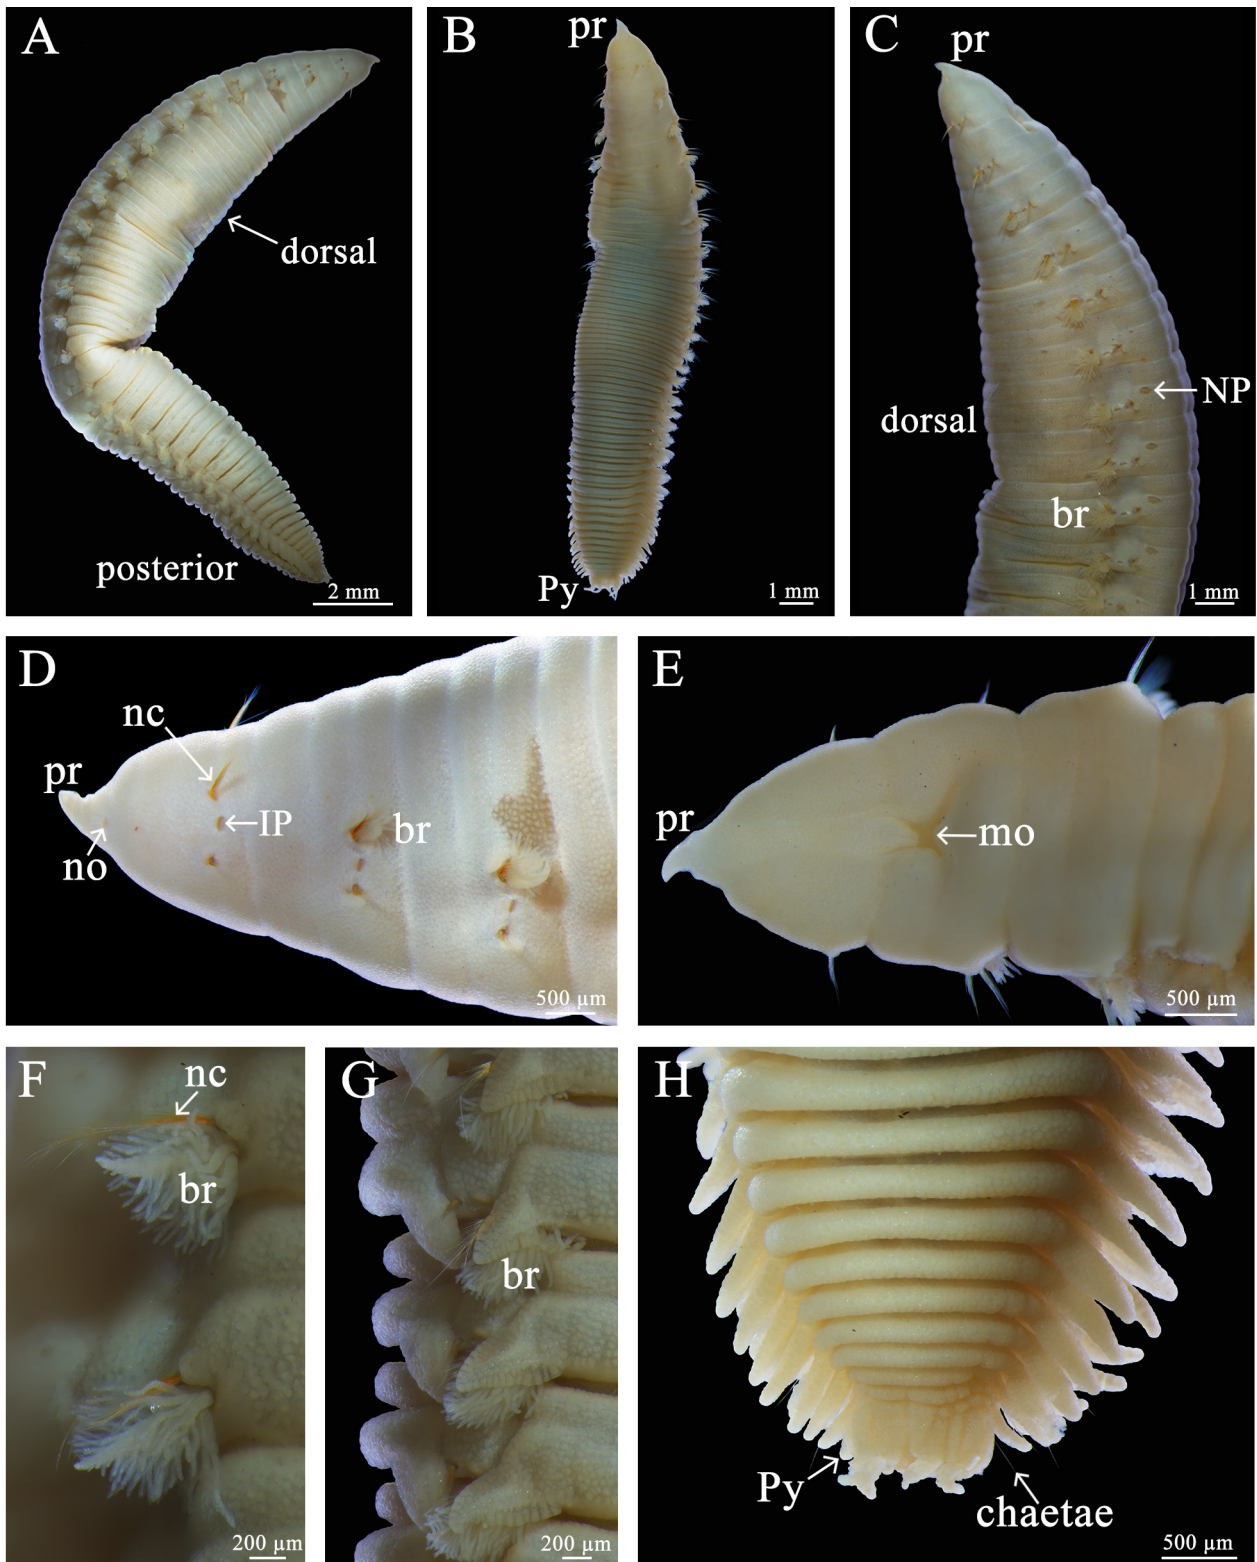 A
dorsal
posterior
2 mm
B
pr
Py
1 mm
C
pr
NP
dorsal
br
1 mm
D
nc
pr
IP
br
no
500 µm
E
pr
mo
500 µm
F
nc
br
200 µm
G
br
200 µm
H
Py
chaetae
500 µm